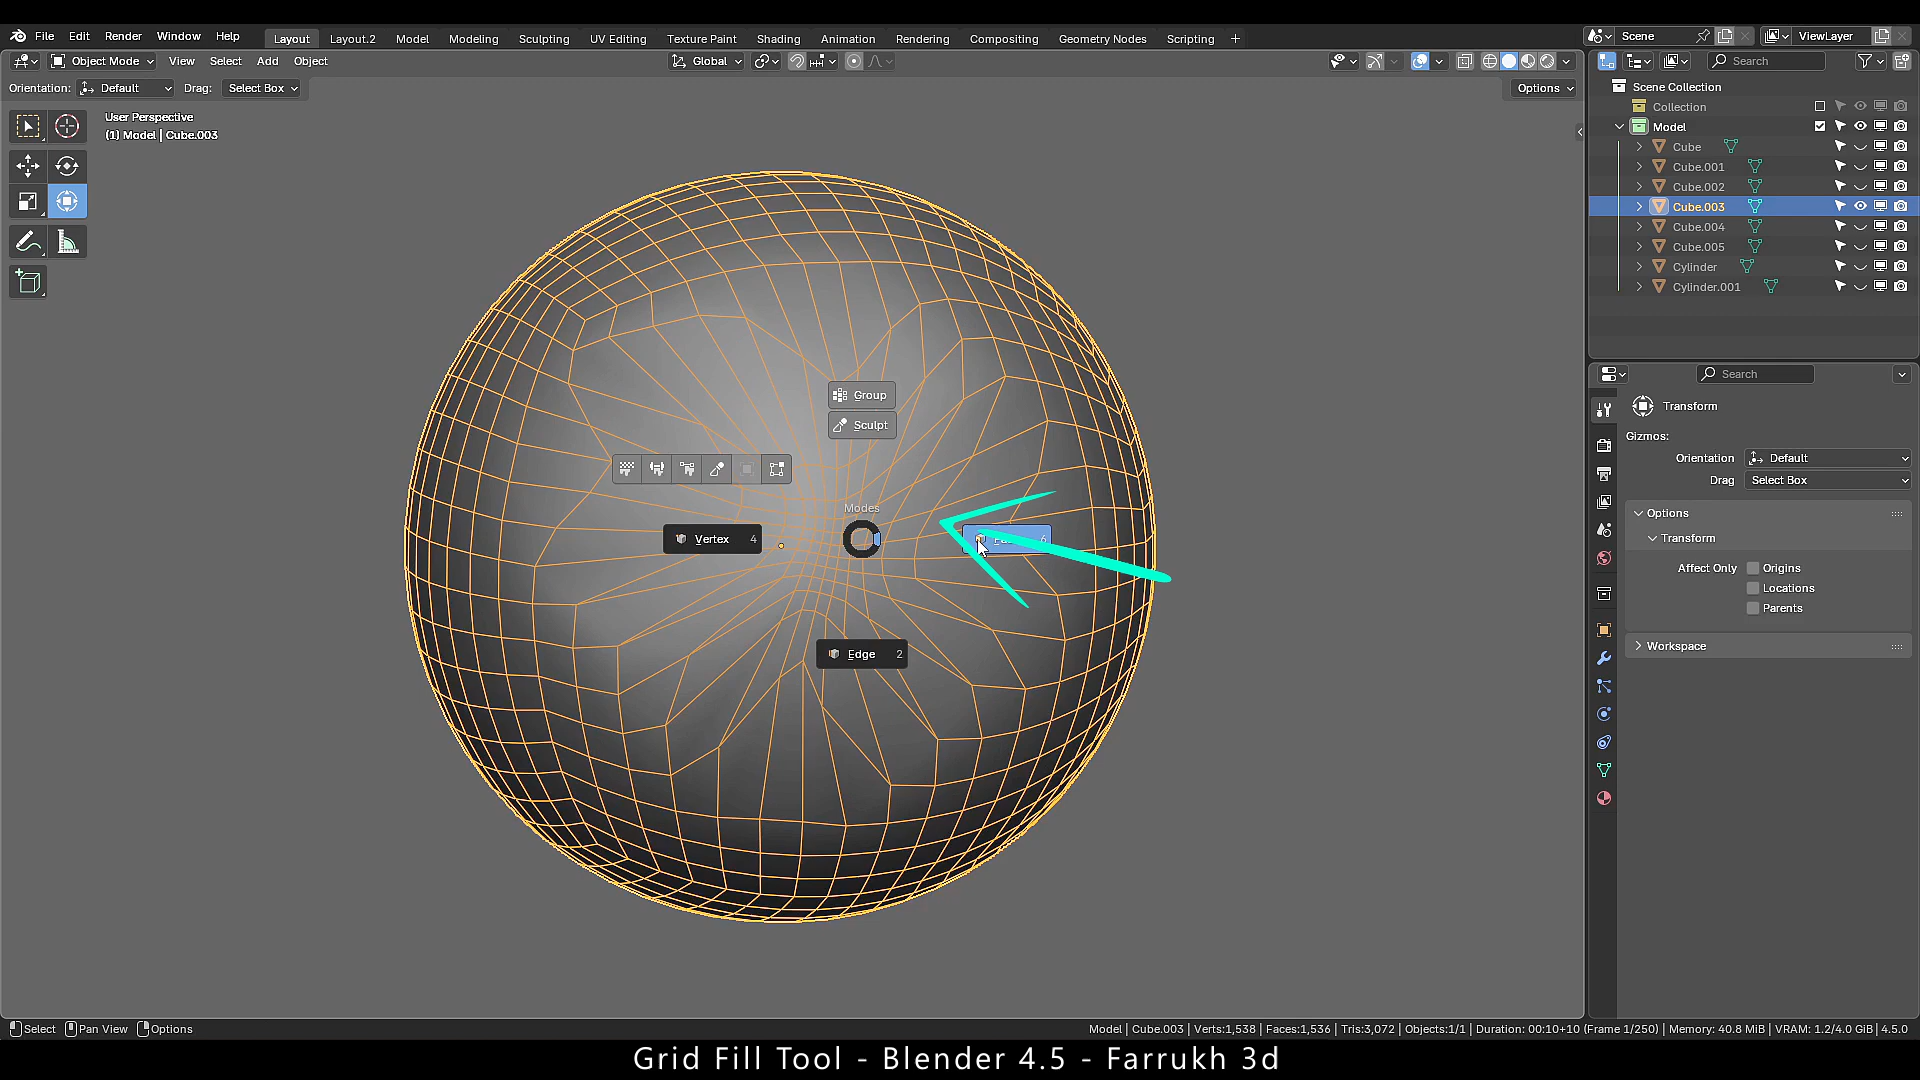 File Edit Render Window Help Layout Layout.2 Model Modeling Sculpting UV Editing Texture Paint Shading Animation Rendering Compositing Geometry Nodes Scripting + Scene ViewLayer
Object Mode View Select Add Object Global Search
Orientation: Default Drag: Select Box Options
User Perspective
(1) Model | Cube.003
Scene Collection
Collection
Model
Cube
Cube.001
Cube.002
Cube.003
Cube.004
Cube.005
Cylinder
Cylinder.001
Search
Transform
Gizmos:
Orientation Default
Drag Select Box
Options
Transform
Affect Only Origins
Locations
Parents
Workspace
Group
Sculpt
Modes
Vertex 4
6
Edge 2
Select Pan View Options
Model | Cube.003 | Verts:1,538 | Faces:1,536 | Tris:3,072 | Objects:1/1 | Duration: 00:10+10 (Frame 1/250) | Memory: 40.8 MiB | VRAM: 1.2/4.0 GiB | 4.5.0
Grid Fill Tool - Blender 4.5 - Farrukh 3d